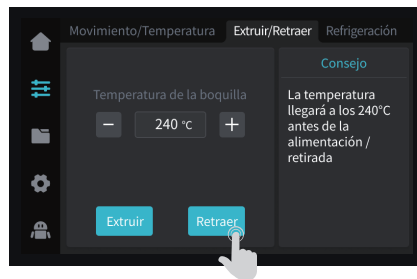 Movimiento/Temperatura Extruir/Retraer Refrigeración
Temperatura de la boquilla
− 240 °C +
Extruir Retraer
Consejo
La temperatura
llegará a los 240°C
antes de la
alimentación /
retirada